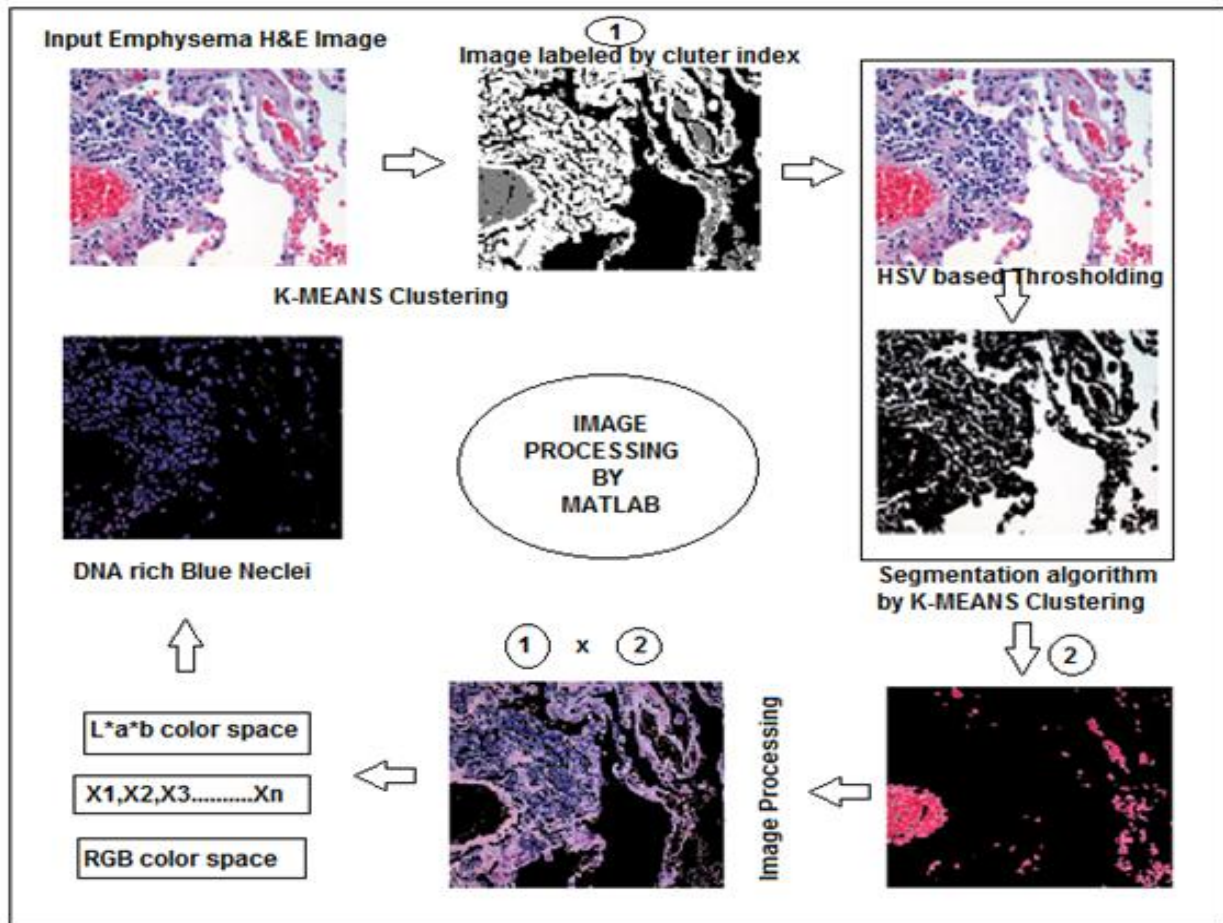 Input Emphysema H&E Image
1
Image labeled by cluter index
K-MEANS Clustering
HSV based Throsholding
Segmentation algorithm
by K-MEANS Clustering
2
Image Processing
1 x 2
L*a*b color space
X1,X2,X3..........Xn
RGB color space
DNA rich Blue Neclei
IMAGE
PROCESSING
BY
MATLAB